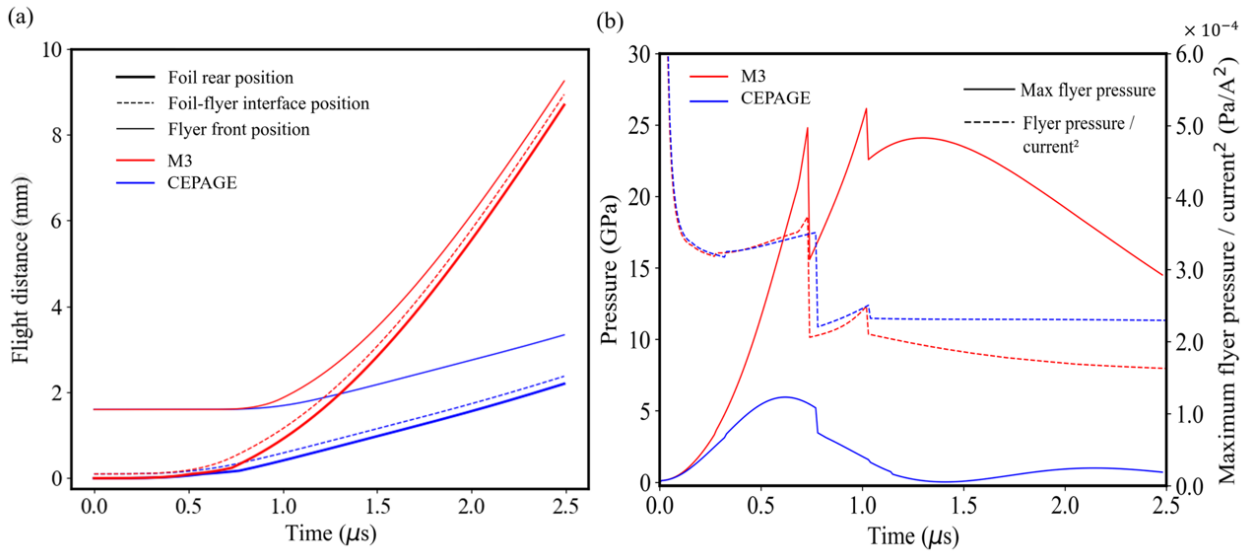 (a)
10
8
6
4
2
0
0.0
0.5
1.0
1.5
2.0
2.5
Flight distance (mm)
Time (μs)
Foil rear position
Foil-flyer interface position
Flyer front position
M3
CEPAGE
(b)
30
25
20
15
10
5
0
0.0
0.5
1.0
1.5
2.0
2.5
Pressure (GPa)
Time (μs)
M3
CEPAGE
Max flyer pressure
Flyer pressure /
current²
× 10⁻⁴
6.0
5.0
4.0
3.0
2.0
1.0
0.0
Maximum flyer pressure / current² (Pa/A²)